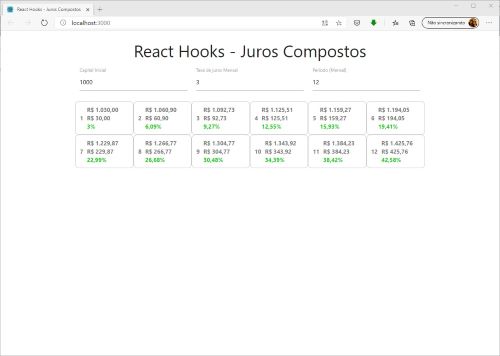 React Hooks - Juros Compostos
localhost:3000
Não sincronizando
React Hooks - Juros Compostos
Capital Inicial
Taxa de Juros Mensal
Período (Mensal)
1000
3
12
1 R$ 1.030,00 R$ 30,00 3%
2 R$ 1.060,90 R$ 60,90 6,09%
3 R$ 1.092,73 R$ 92,73 9,27%
4 R$ 1.125,51 R$ 125,51 12,55%
5 R$ 1.159,27 R$ 159,27 15,93%
6 R$ 1.194,05 R$ 194,05 19,41%
7 R$ 1.229,87 R$ 229,87 22,99%
8 R$ 1.266,77 R$ 266,77 26,68%
9 R$ 1.304,77 R$ 304,77 30,48%
10 R$ 1.343,92 R$ 343,92 34,39%
11 R$ 1.384,23 R$ 384,23 38,42%
12 R$ 1.425,76 R$ 425,76 42,58%